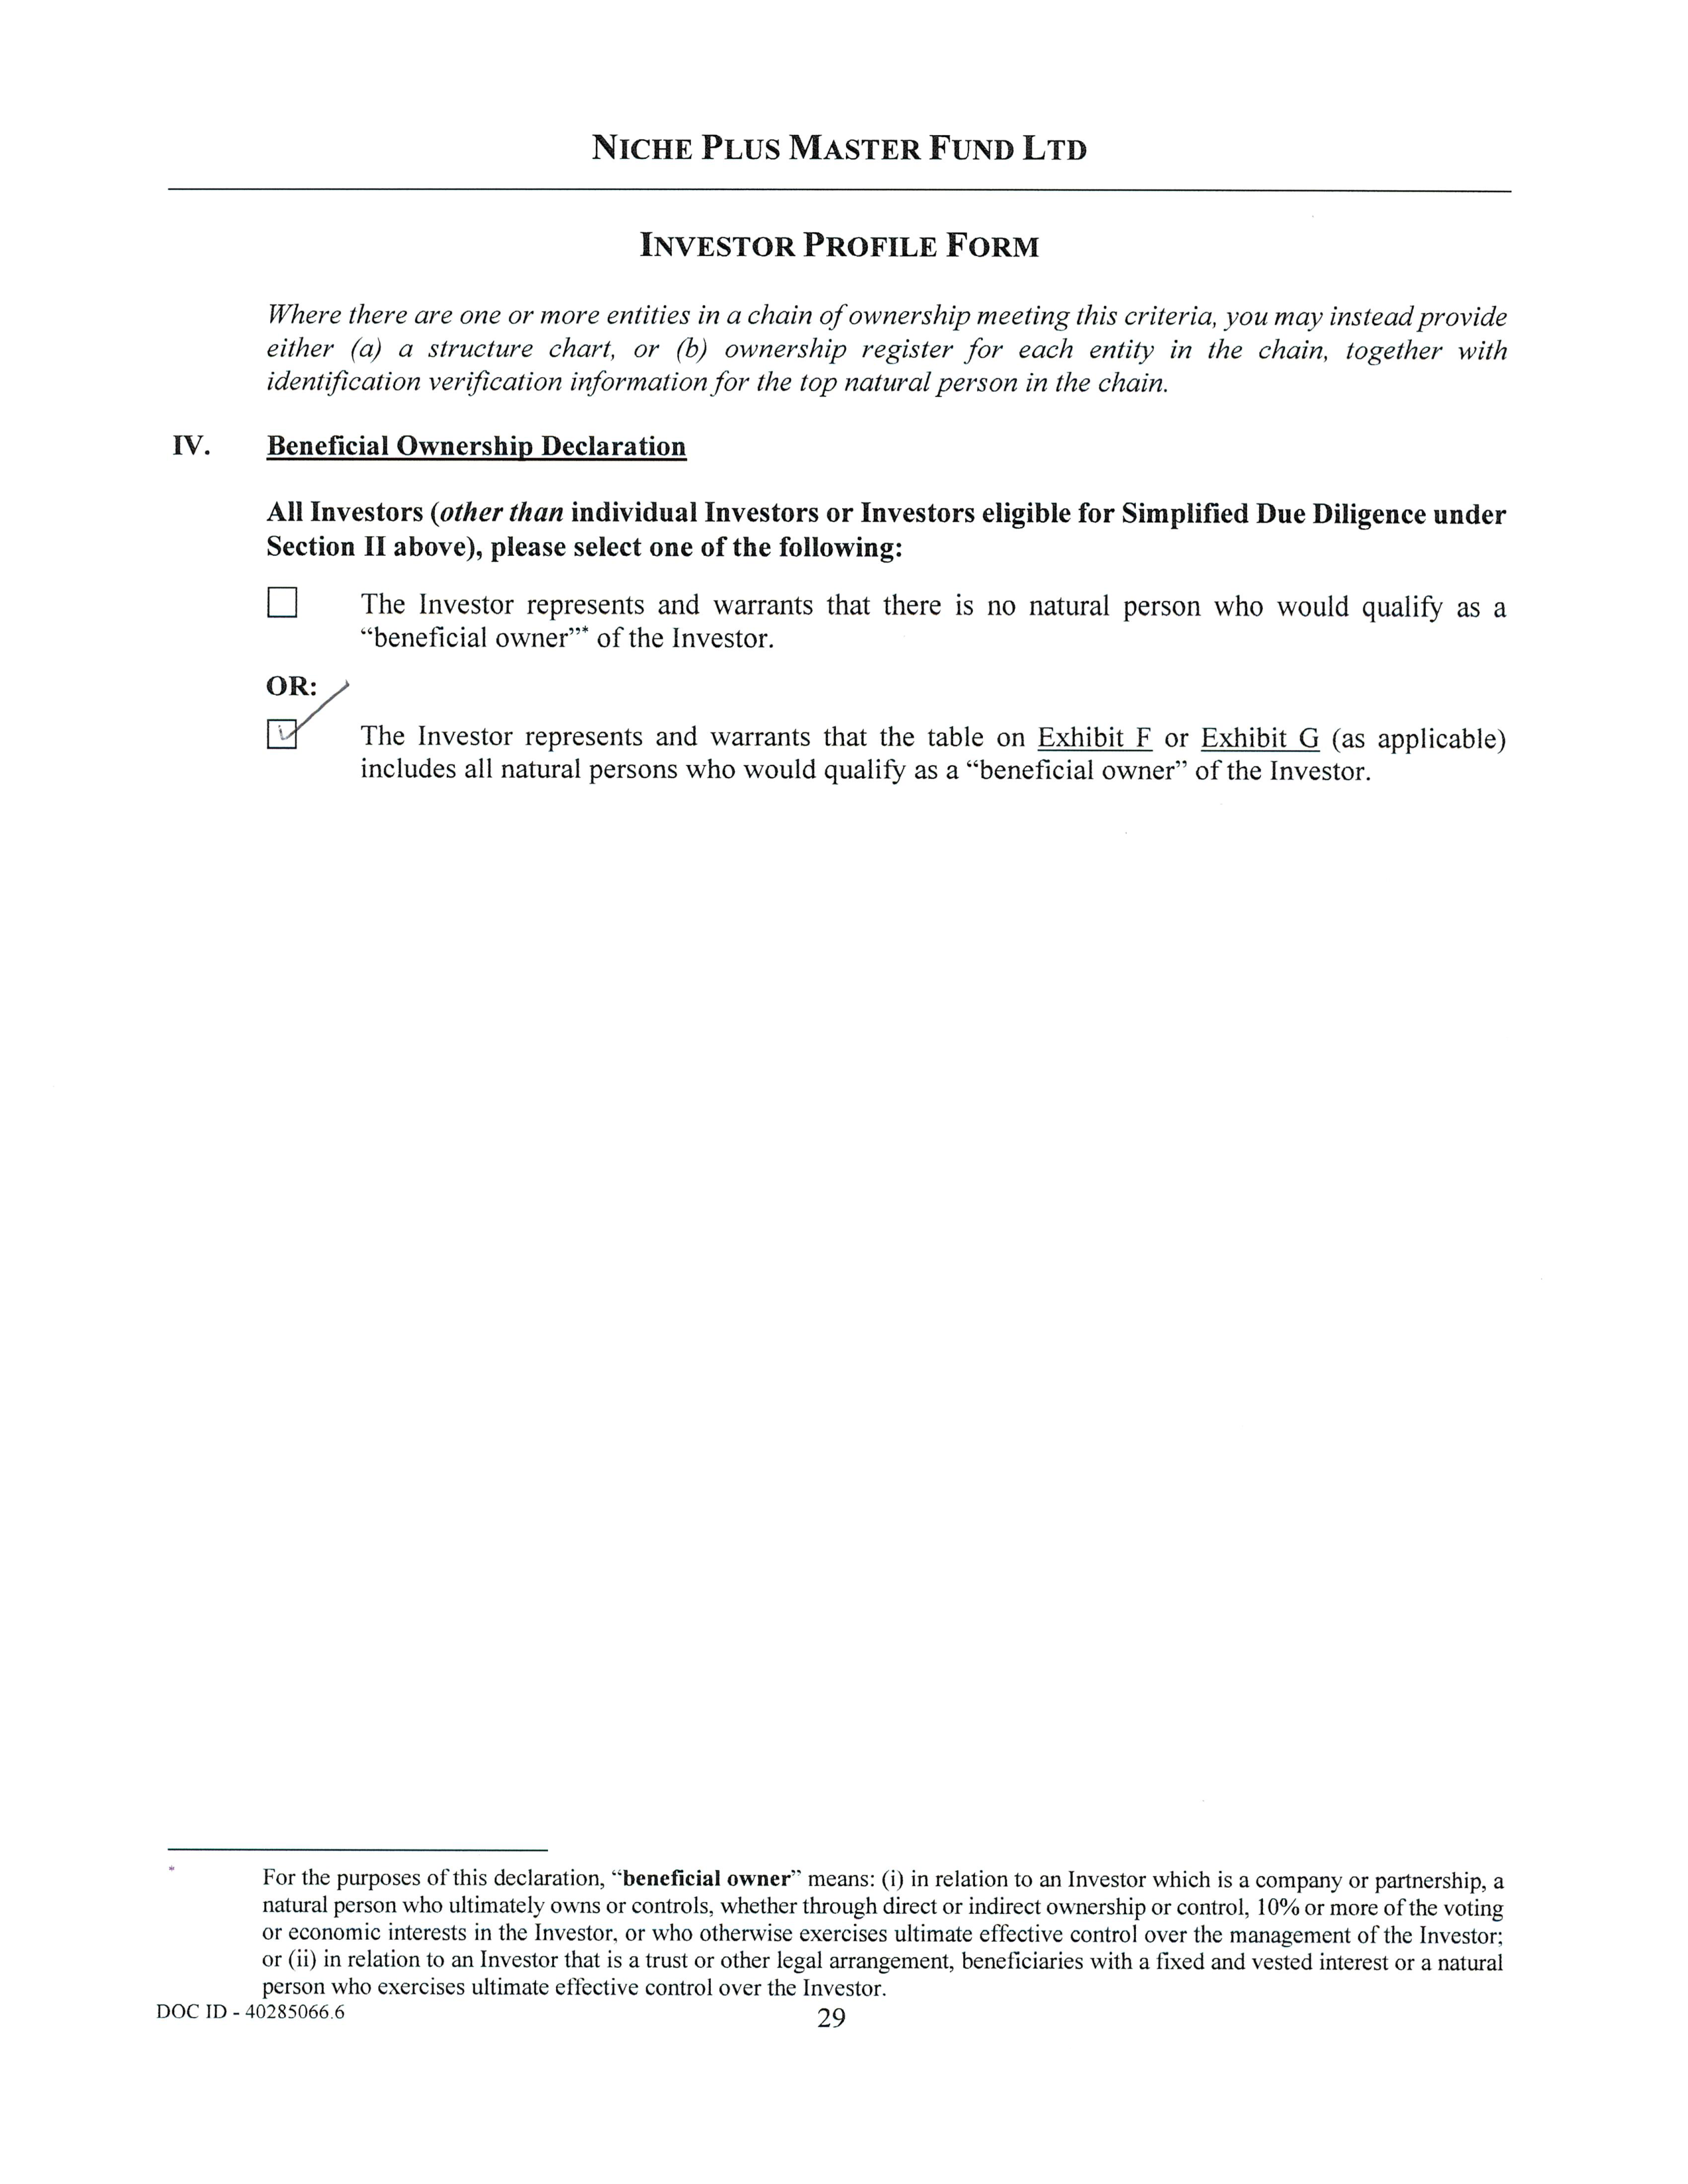 NICHE PLUS MASTER FUND LTD
INVESTOR PROFILE FORM
Where there are one or more entities in a chain of ownership meeting this criteria, you may instead provide
either (a) a structure chart, or (b) ownership register for each entity in the chain, together with
identification verification information for the top natural person in the chain.
IV. Beneficial Ownership Declaration
All Investors (other than individual Investors or Investors eligible for Simplified Due Diligence under
Section II above), please select one of the following:
The Investor represents and warrants that there is no natural person who would qualify as a
“beneficial owner”* of the Investor.
OR:
The Investor represents and warrants that the table on Exhibit F or Exhibit G (as applicable)
includes all natural persons who would qualify as a “beneficial owner” of the Investor.
* For the purposes of this declaration, “beneficial owner” means: (i) in relation to an Investor which is a company or partnership, a
natural person who ultimately owns or controls, whether through direct or indirect ownership or control, 10% or more of the voting
or economic interests in the Investor, or who otherwise exercises ultimate effective control over the management of the Investor;
or (ii) in relation to an Investor that is a trust or other legal arrangement, beneficiaries with a fixed and vested interest or a natural
person who exercises ultimate effective control over the Investor.
DOC ID - 40285066.6
29